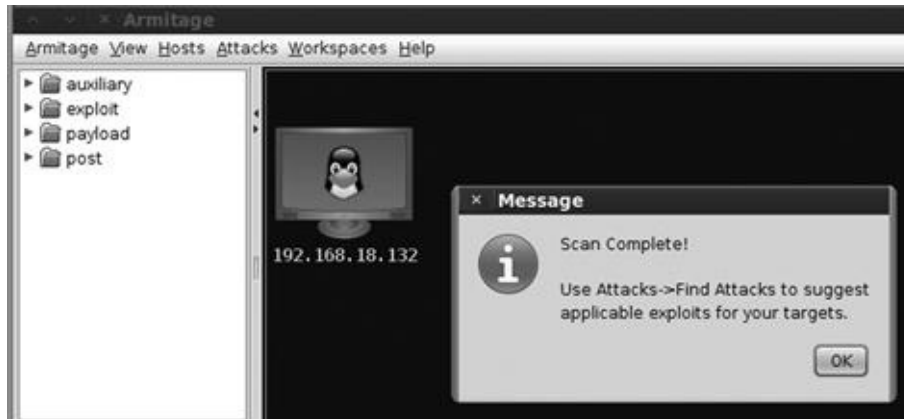 Armitage
Armitage View Hosts Attacks Workspaces Help
auxiliary
exploit
payload
post
192.168.18.132
Message
Scan Complete!
Use Attacks->Find Attacks to suggest
applicable exploits for your targets.
OK